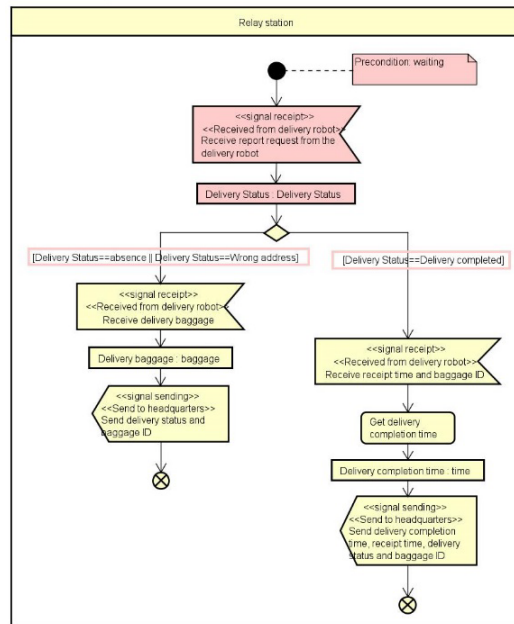 Relay station
Precondition: waiting
<<signal receipt>>
<<Received from delivery robot>>
Receive report request from the
delivery robot
Delivery Status : Delivery Status
[Delivery Status==absence || Delivery Status==Wrong address]
[Delivery Status==Delivery completed]
<<signal receipt>>
<<Received from delivery robot>>
Receive delivery baggage
Delivery baggage : baggage
<<signal sending>>
<<Send to headquarters>>
Send delivery status and
baggage ID
<<signal receipt>>
<<Received from delivery robot>>
Receive receipt time and baggage ID
Get delivery
completion time
Delivery completion time : time
<<signal sending>>
<<Send to headquarters>>
Send delivery completion
time, receipt time, delivery
status and baggage ID